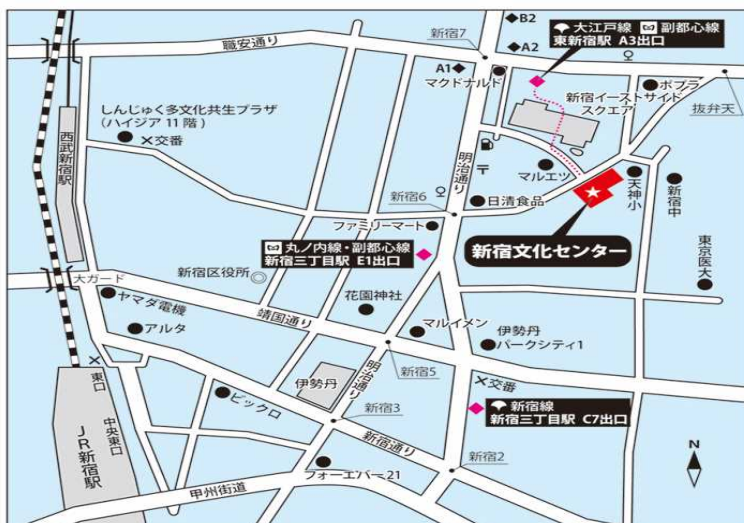 B2
大江戸線 副都心線
東新宿駅 A3出口
新宿7
A2
職安通り
A1
マクドナルド
ポプラ
新宿イーストサイド
スクエア
抜弁天
しんじゅく多文化共生プラザ
(ハイジア11階)
交番
西武新宿駅
明治通り
マルエツ
天神小
新宿中
日清食品
新宿6
ファミリーマート
新宿文化センター
丸ノ内線・副都心線
新宿三丁目駅 E1出口
東京医大
新宿区役所
大ガード
ヤマダ電機
花園神社
靖国通り
アルタ
マルイメン
伊勢丹
パークシティ1
新宿5
東口
伊勢丹
明治通り
交番
ビックロ
新宿3
新宿線
新宿三丁目駅 C7出口
中央東口
JR新宿駅
新宿通り
新宿2
N
フォーエバー21
甲州街道